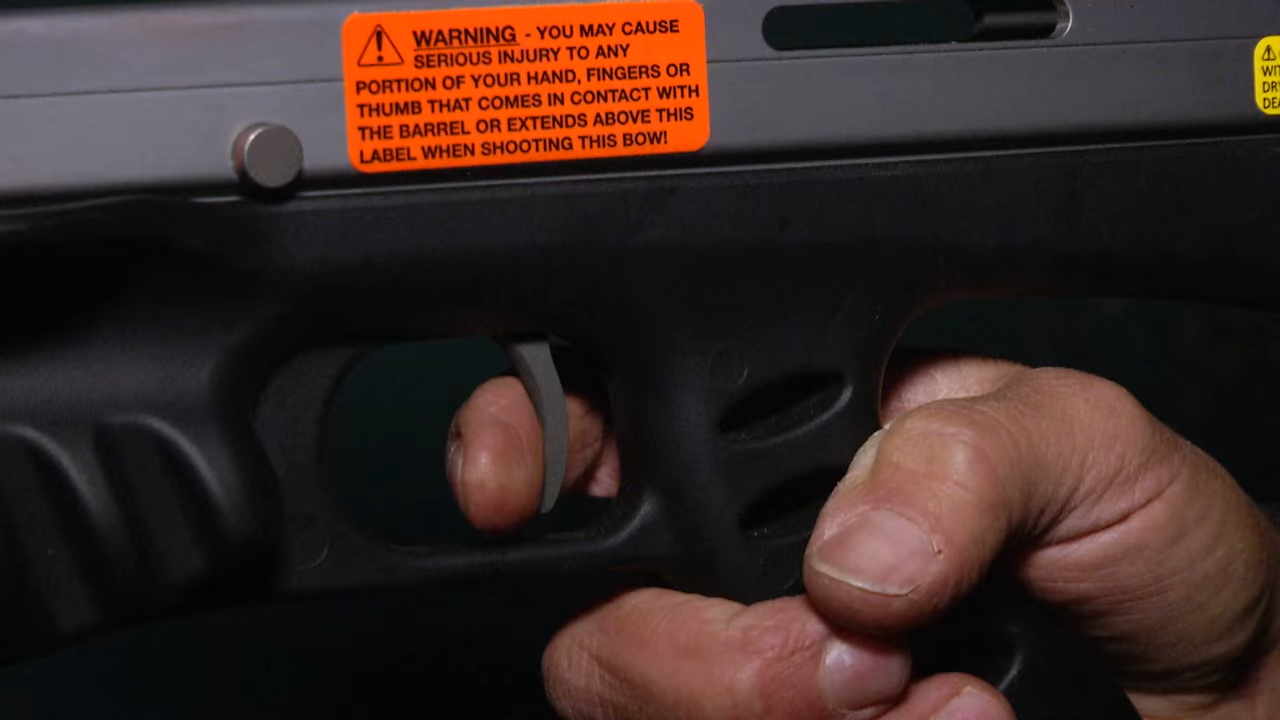 WARNING - YOU MAY CAUSE
SERIOUS INJURY TO ANY
PORTION OF YOUR HAND, FINGERS OR
THUMB THAT COMES IN CONTACT WITH
THE BARREL OR EXTENDS ABOVE THIS
LABEL WHEN SHOOTING THIS BOW!